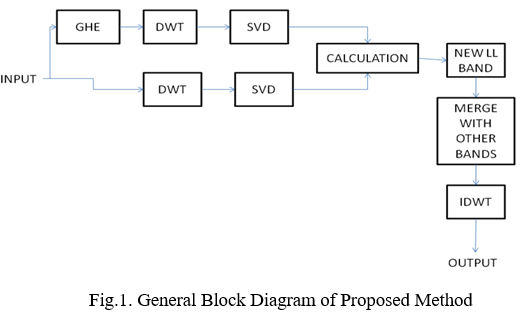 GHE
DWT
SVD
INPUT
DWT
SVD
CALCULATION
NEW LL
BAND
MERGE
WITH
OTHER
BANDS
IDWT
OUTPUT
Fig.1. General Block Diagram of Proposed Method